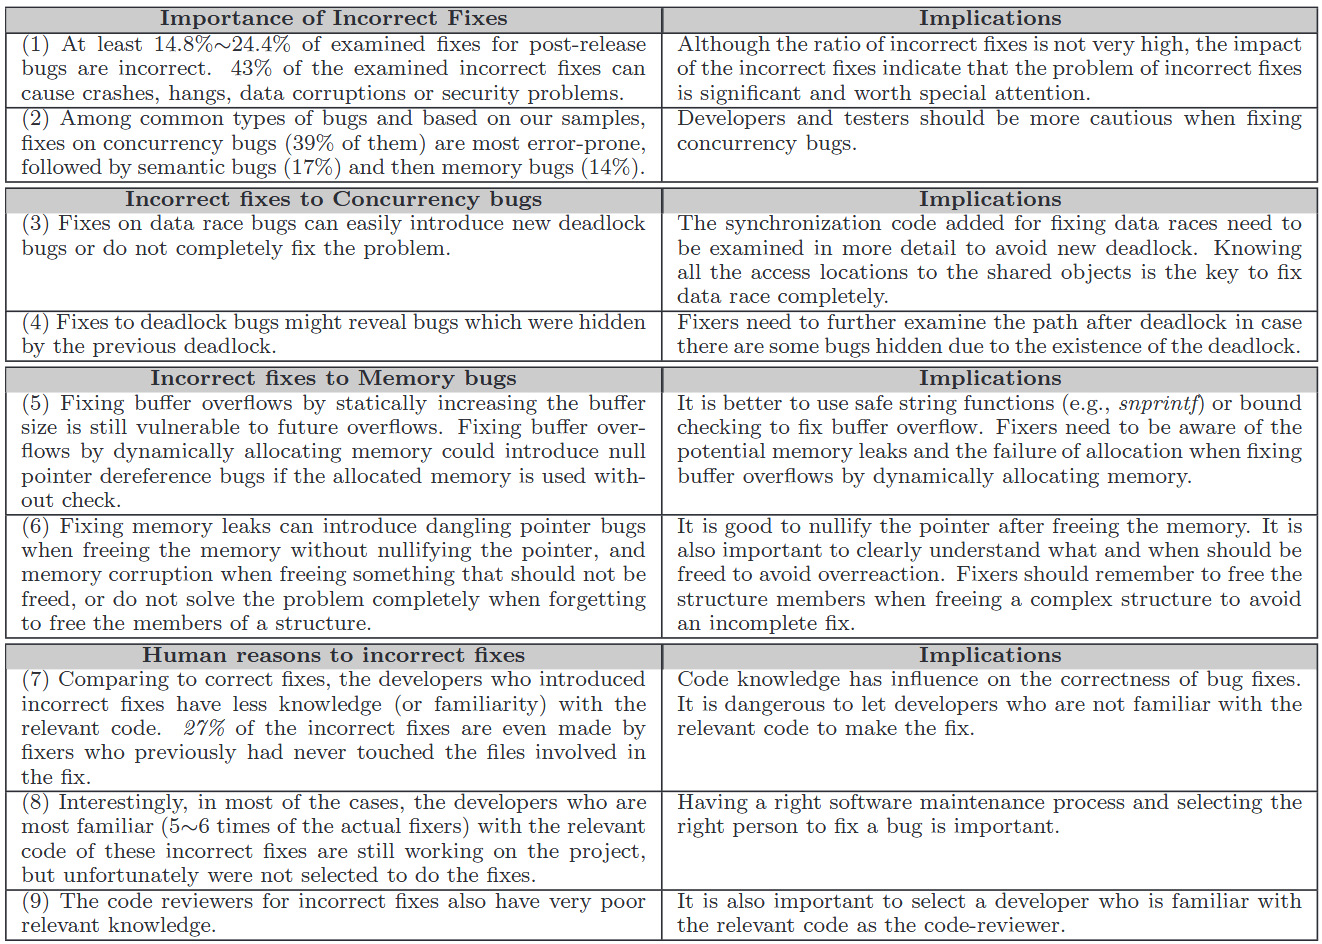 Importance of Incorrect Fixes
Implications
(1) At least 14.8%∼24.4% of examined fixes for post-release
bugs are incorrect. 43% of the examined incorrect fixes can
cause crashes, hangs, data corruptions or security problems.
Although the ratio of incorrect fixes is not very high, the impact
of the incorrect fixes indicate that the problem of incorrect fixes
is significant and worth special attention.
(2) Among common types of bugs and based on our samples,
fixes on concurrency bugs (39% of them) are most error-prone,
followed by semantic bugs (17%) and then memory bugs (14%).
Developers and testers should be more cautious when fixing
concurrency bugs.
Incorrect fixes to Concurrency bugs
Implications
(3) Fixes on data race bugs can easily introduce new deadlock
bugs or do not completely fix the problem.
The synchronization code added for fixing data races need to
be examined in more detail to avoid new deadlock. Knowing
all the access locations to the shared objects is the key to fix
data race completely.
(4) Fixes to deadlock bugs might reveal bugs which were hidden
by the previous deadlock.
Fixers need to further examine the path after deadlock in case
there are some bugs hidden due to the existence of the deadlock.
Incorrect fixes to Memory bugs
Implications
(5) Fixing buffer overflows by statically increasing the buffer
size is still vulnerable to future overflows. Fixing buffer over-
flows by dynamically allocating memory could introduce null
pointer dereference bugs if the allocated memory is used with-
out check.
It is better to use safe string functions (e.g., snprintf) or bound
checking to fix buffer overflow. Fixers need to be aware of the
potential memory leaks and the failure of allocation when fixing
buffer overflows by dynamically allocating memory.
(6) Fixing memory leaks can introduce dangling pointer bugs
when freeing the memory without nullifying the pointer, and
memory corruption when freeing something that should not be
freed, or do not solve the problem completely when forgetting
to free the members of a structure.
It is good to nullify the pointer after freeing the memory. It is
also important to clearly understand what and when should be
freed to avoid overreaction. Fixers should remember to free the
structure members when freeing a complex structure to avoid
an incomplete fix.
Human reasons to incorrect fixes
Implications
(7) Comparing to correct fixes, the developers who introduced
incorrect fixes have less knowledge (or familiarity) with the
relevant code. 27% of the incorrect fixes are even made by
fixers who previously had never touched the files involved in
the fix.
Code knowledge has influence on the correctness of bug fixes.
It is dangerous to let developers who are not familiar with the
relevant code to make the fix.
(8) Interestingly, in most of the cases, the developers who are
most familiar (5∼6 times of the actual fixers) with the relevant
code of these incorrect fixes are still working on the project,
but unfortunately were not selected to do the fixes.
Having a right software maintenance process and selecting the
right person to fix a bug is important.
(9) The code reviewers for incorrect fixes also have very poor
relevant knowledge.
It is also important to select a developer who is familiar with
the relevant code as the code-reviewer.